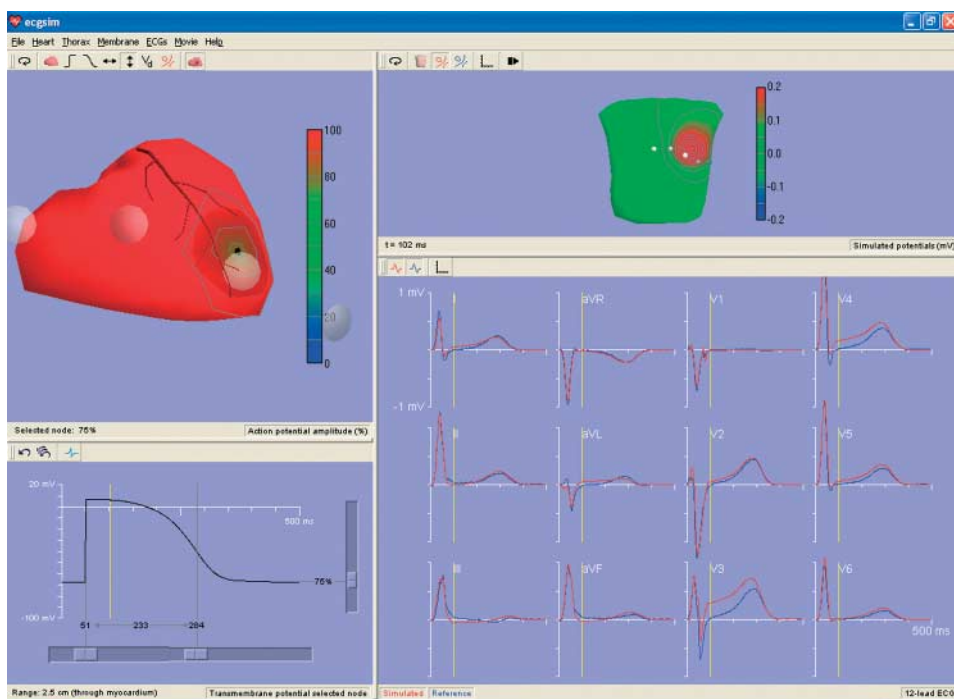 ecgsim
File Heart Thorax Membrane ECGs Movie Help
Vd
100
80
60
40
20
0
Selected node: 75%
Action potential amplitude (%)
20 mV
500 ms
75%
-100 mV
51
233
284
Range: 2.5 cm (through myocardium)
Transmembrane potential selected node
0.2
0.1
0.0
-0.1
-0.2
t = 102 ms
Simulated potentials (mV)
1 mV
I
aVR
V1
V4
-1 mV
II
aVL
V2
V5
III
aVF
V3
V6
500 ms
Simulated
Reference
12-lead ECG